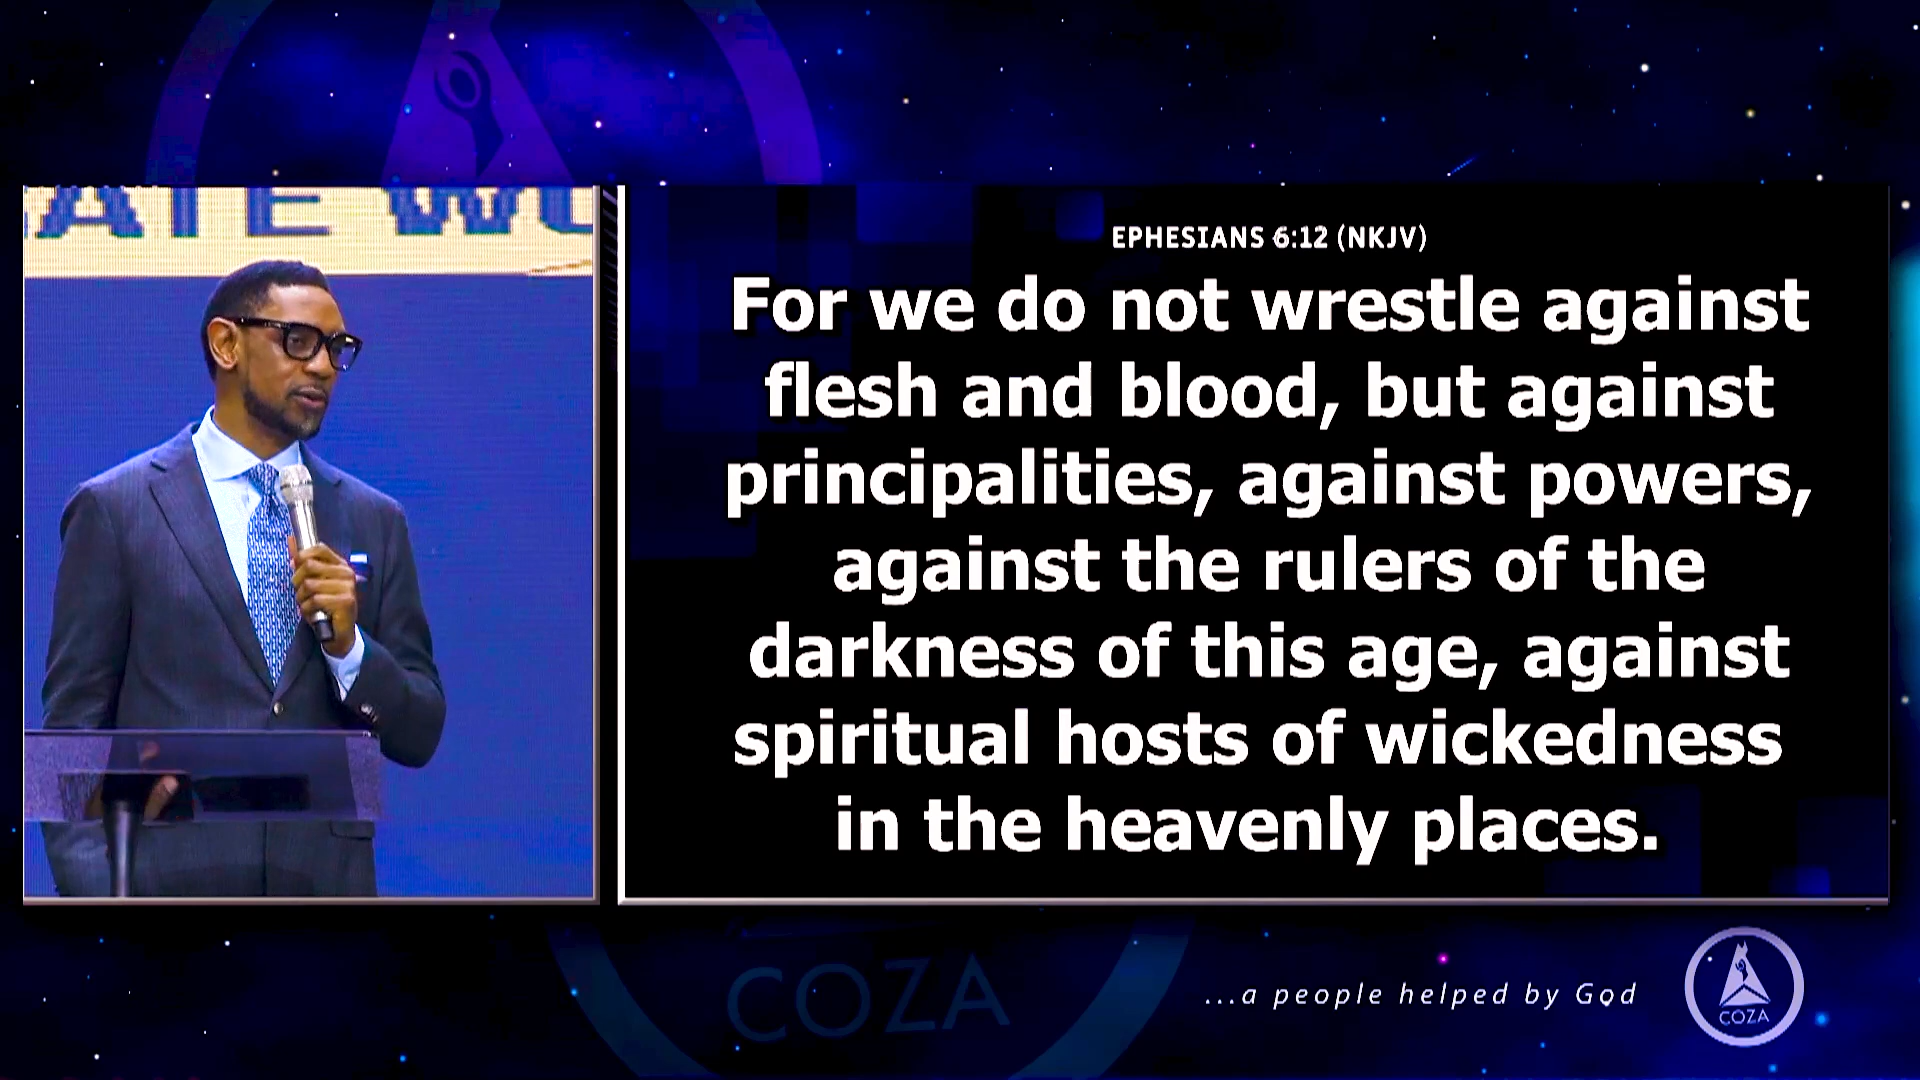 ATE WO
EPHESIANS 6:12 (NKJV)
For we do not wrestle against
flesh and blood, but against
principalities, against powers,
against the rulers of the
darkness of this age, against
spiritual hosts of wickedness
in the heavenly places.
COZA
...a people helped by God
COZA